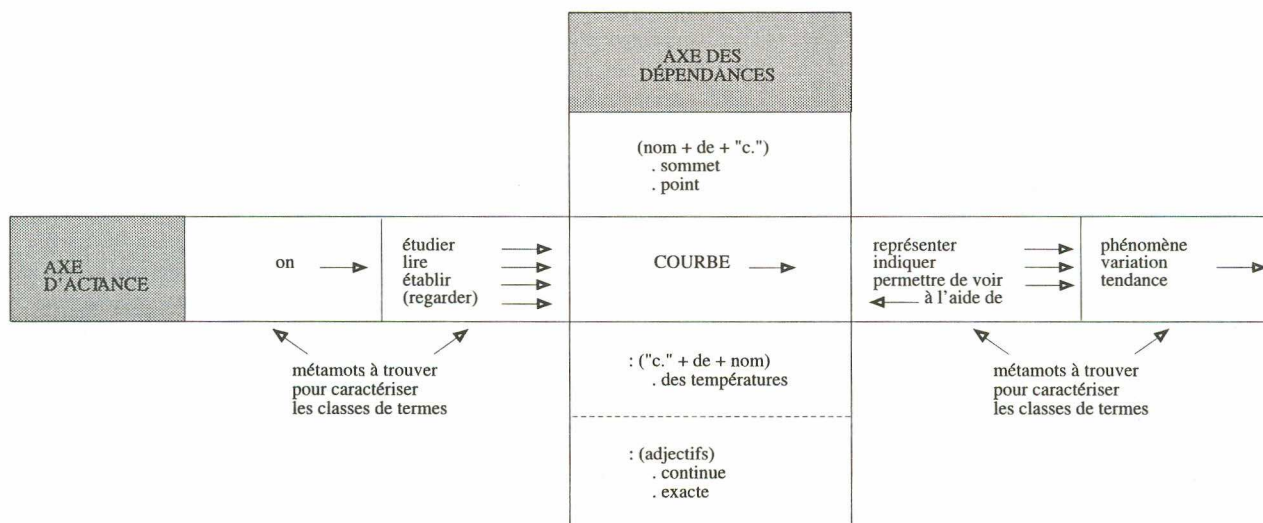 AXE DES
DÉPENDANCES
(nom + de + "c.")
. sommet
. point
AXE
D'ACTANCE
on
étudier
lire
établir
(regarder)
COURBE
représenter
indiquer
permettre de voir
à l'aide de
phénomène
variation
tendance
métamots à trouver
pour caractériser
les classes de termes
: ("c." + de + nom)
. des températures
métamots à trouver
pour caractériser
les classes de termes
: (adjectifs)
. continue
. exacte